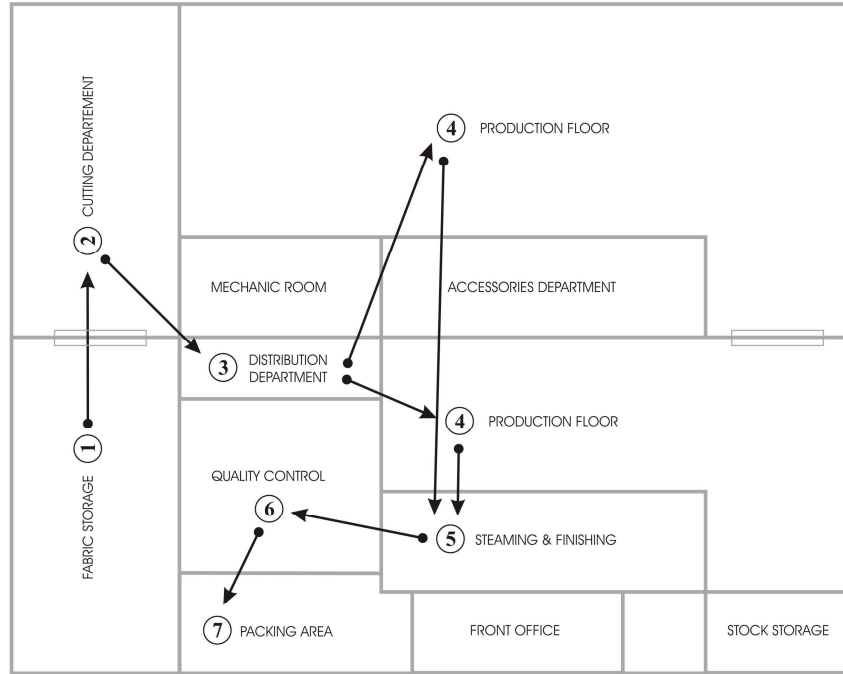 4 PRODUCTION FLOOR
CUTTING DEPARTEMENT
2
MECHANIC ROOM
ACCESSORIES DEPARTMENT
3 DISTRIBUTION
DEPARTMENT
4 PRODUCTION FLOOR
1
FABRIC STORAGE
QUALITY CONTROL
6
5 STEAMING & FINISHING
7 PACKING AREA
FRONT OFFICE
STOCK STORAGE